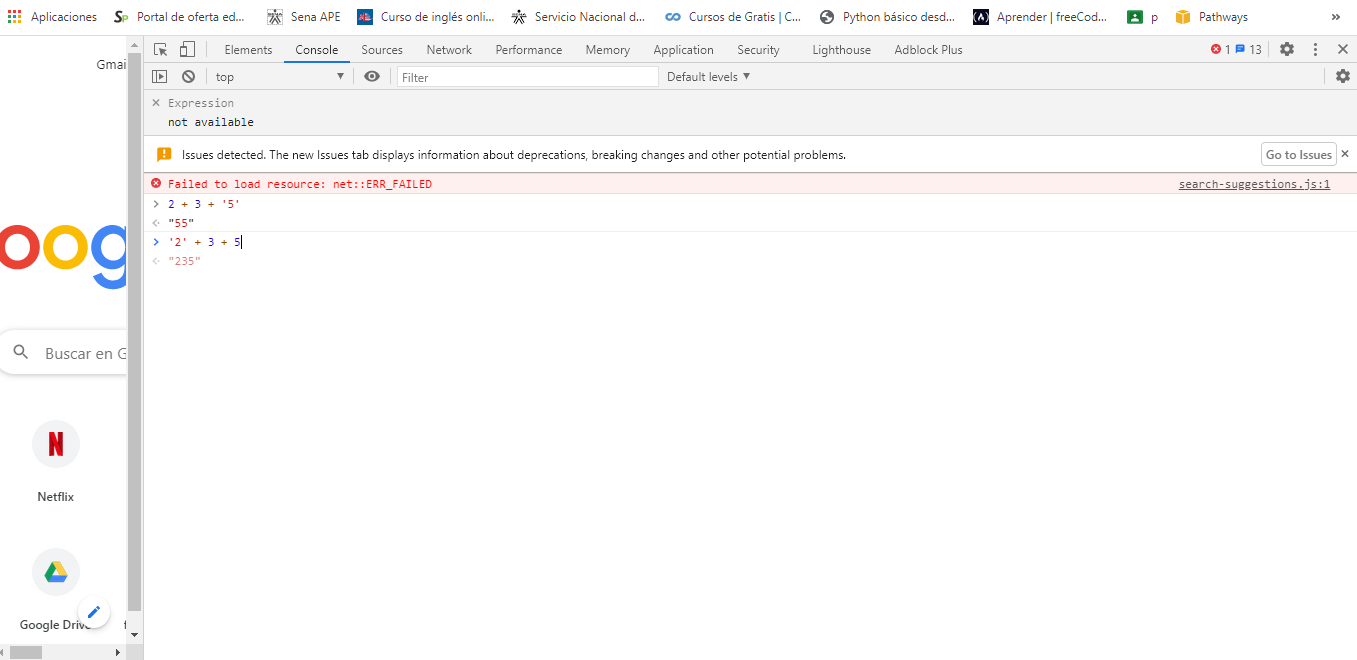 Aplicaciones Portal de oferta ed... Sena APE Curso de inglés onli... Servicio Nacional d... Cursos de Gratis | C... Python básico desd... Aprender | freeCod... p Pathways »
Elements Console Sources Network Performance Memory Application Security Lighthouse Adblock Plus 1 13
Gmai
top Filter Default levels
Expression
not available
Issues detected. The new Issues tab displays information about deprecations, breaking changes and other potential problems. Go to Issues
Failed to load resource: net::ERR_FAILED search-suggestions.js:1
2 + 3 + '5'
"55"
'2' + 3 + 5
"235"
oog
Buscar en G
Netflix
Google Drive